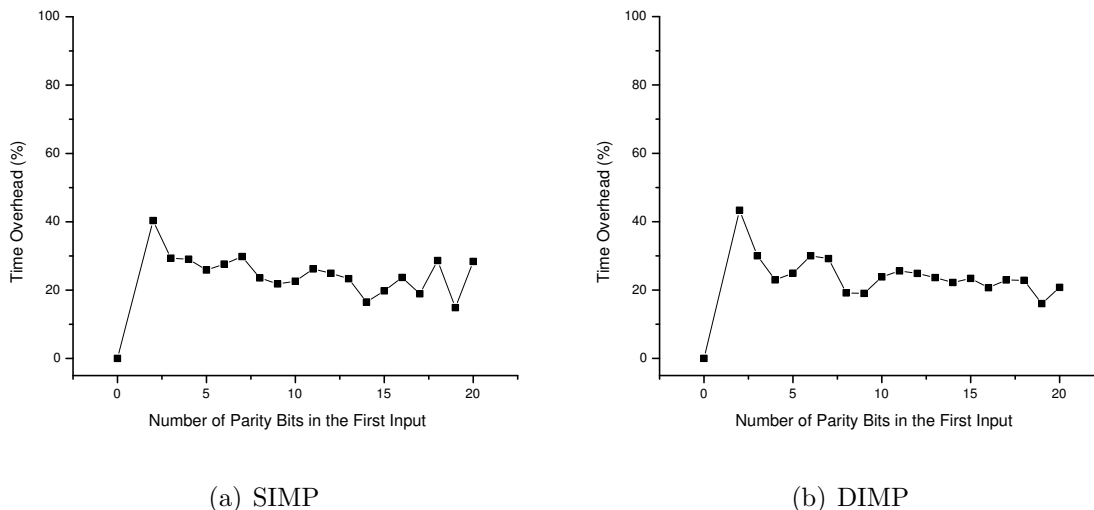 100
80
60
40
20
0
Time Overhead (%)
0 5 10 15 20
Number of Parity Bits in the First Input
(a) SIMP
100
80
60
40
20
0
Time Overhead (%)
0 5 10 15 20
Number of Parity Bits in the First Input
(b) DIMP